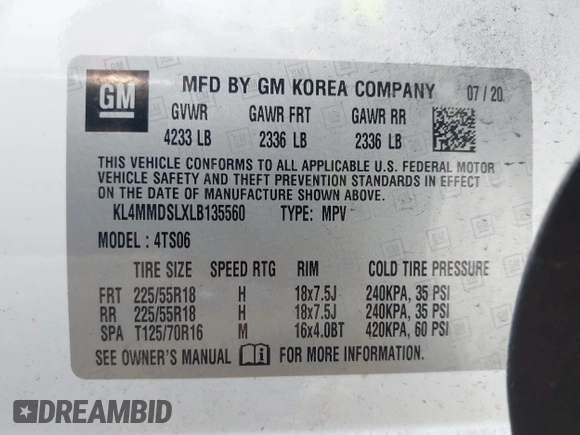 GM
MFD BY GM KOREA COMPANY 07 / 20
GVWR GAWR FRT GAWR RR
4233 LB 2336 LB 2336 LB
THIS VEHICLE CONFORMS TO ALL APPLICABLE U.S. FEDERAL MOTOR
VEHICLE SAFETY AND THEFT PREVENTION STANDARDS IN EFFECT
ON THE DATE OF MANUFACTURE SHOWN ABOVE.
KL4MMDSLXLB135560 TYPE: MPV
MODEL : 4TS06
TIRE SIZE SPEED RTG RIM COLD TIRE PRESSURE
FRT 225/55R18 H 18x7.5J 240KPA, 35 PSI
RR 225/55R18 H 18x7.5J 240KPA, 35 PSI
SPA T125/70R16 M 16x4.0BT 420KPA, 60 PSI
SEE OWNER'S MANUAL FOR MORE INFORMATION.
DREAMBID